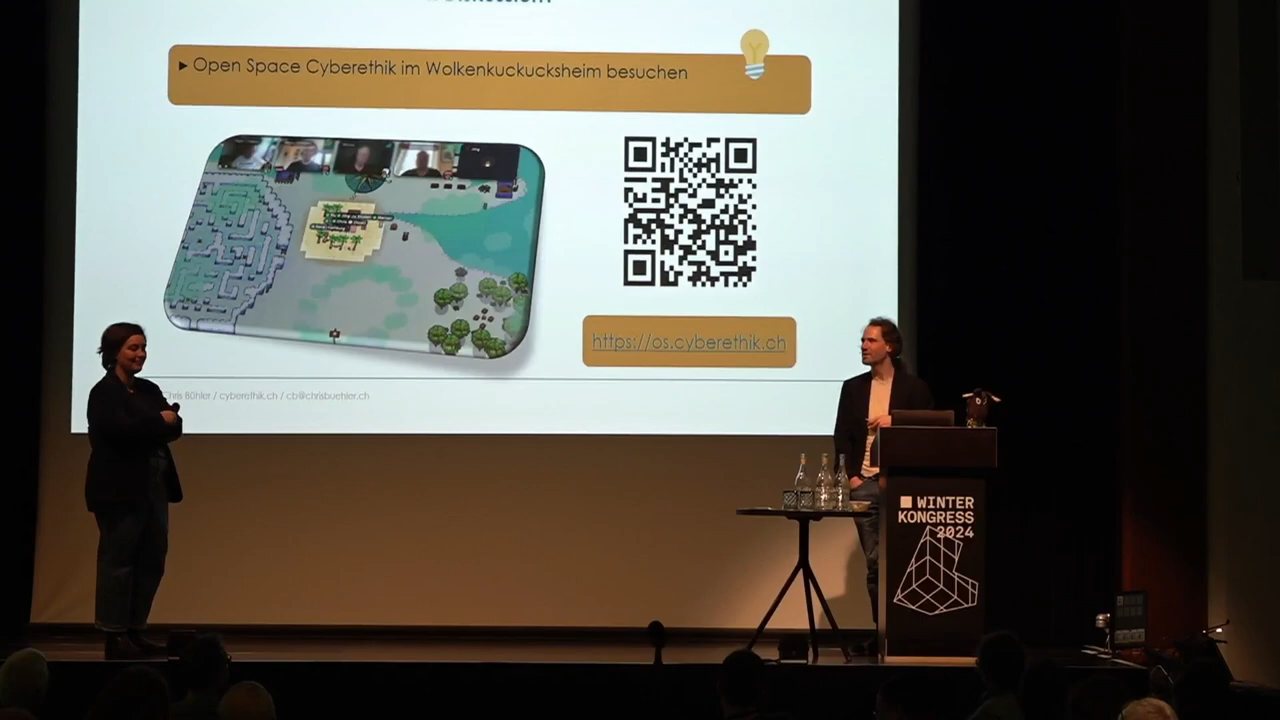 ► Open Space Cyberethik im Wolkenkuckucksheim besuchen
https://os.cyberethik.ch
Chris Bühler / cyberethik.ch / cb@chrisbuehler.ch
WINTER
KONGRESS
2024